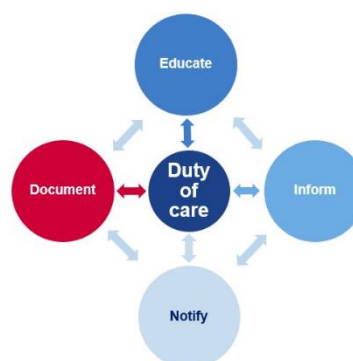 Educate
Document
Duty
of
care
Inform
Notify